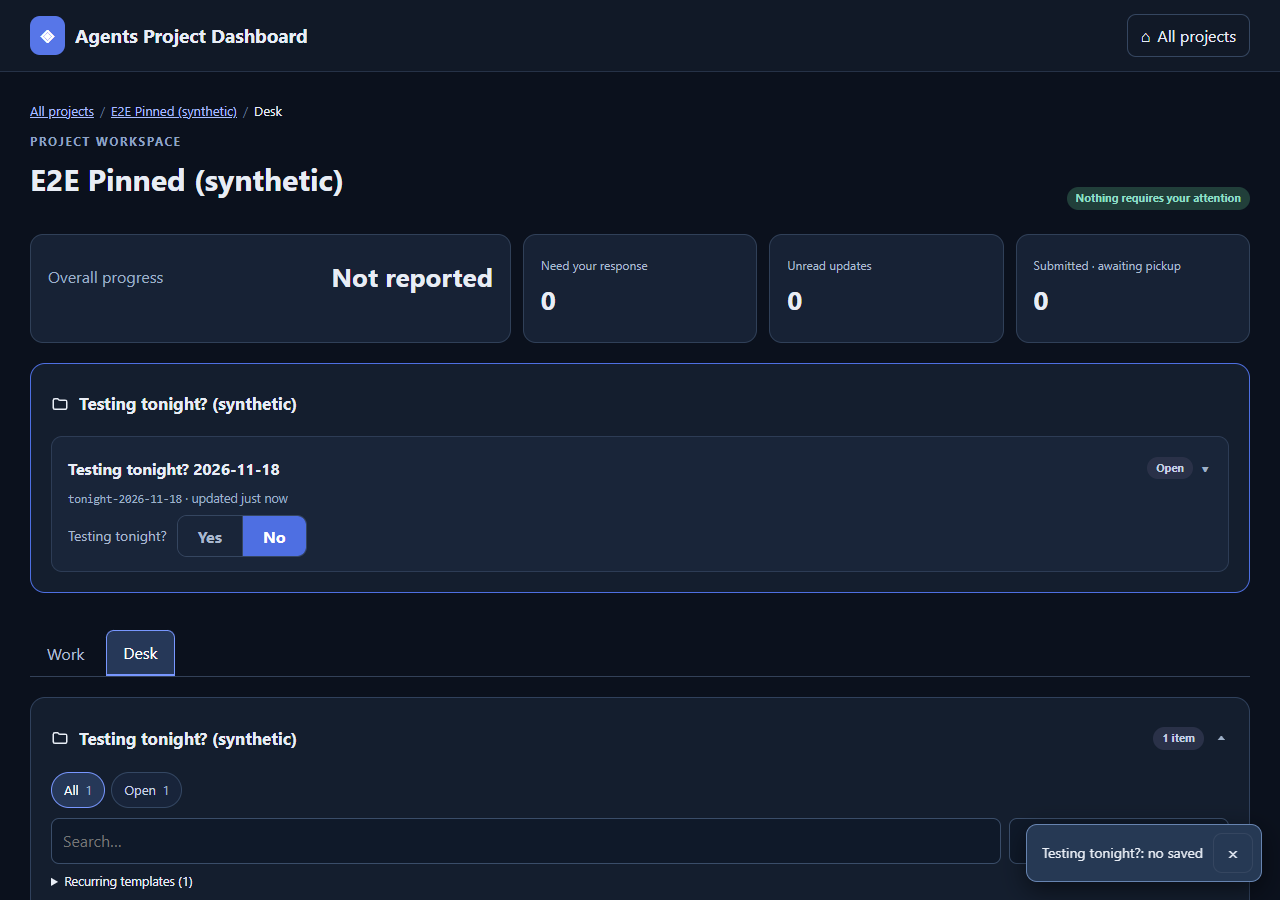 Agents Project Dashboard
All projects
All projects / E2E Pinned (synthetic) / Desk
PROJECT WORKSPACE
E2E Pinned (synthetic)
Nothing requires your attention
Overall progress
Not reported
Need your response
0
Unread updates
0
Submitted · awaiting pickup
0
Testing tonight? (synthetic)
Testing tonight? 2026-11-18
Open
tonight-2026-11-18 · updated just now
Testing tonight?
Yes
No
Work
Desk
Testing tonight? (synthetic)
1 item
All 1
Open 1
Search...
Testing tonight?: no saved
×
Recurring templates (1)